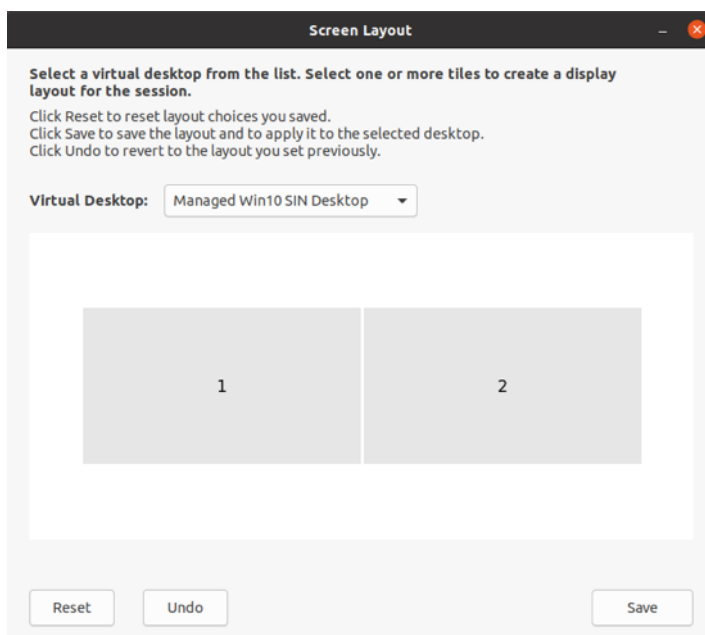 Screen Layout
Select a virtual desktop from the list. Select one or more tiles to create a display
layout for the session.
Click Reset to reset layout choices you saved.
Click Save to save the layout and to apply it to the selected desktop.
Click Undo to revert to the layout you set previously.
Virtual Desktop: Managed Win10 SIN Desktop
1 2
Reset Undo Save